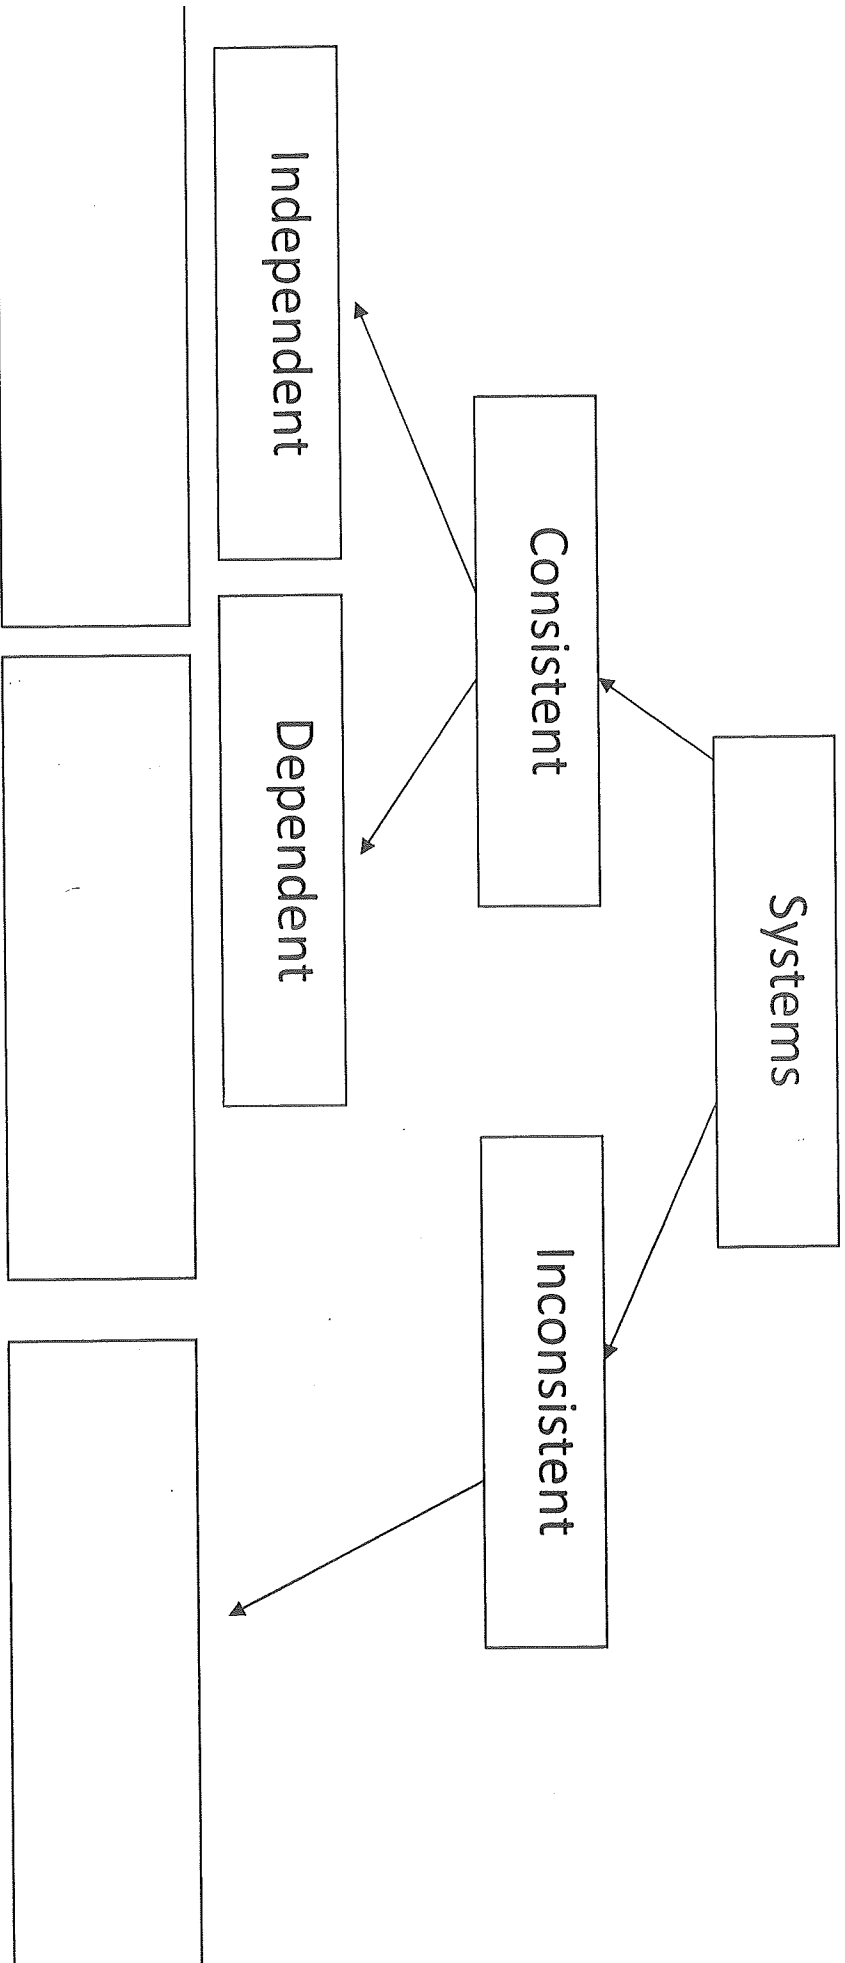 Systems
Consistent
Inconsistent
Independent
Dependent